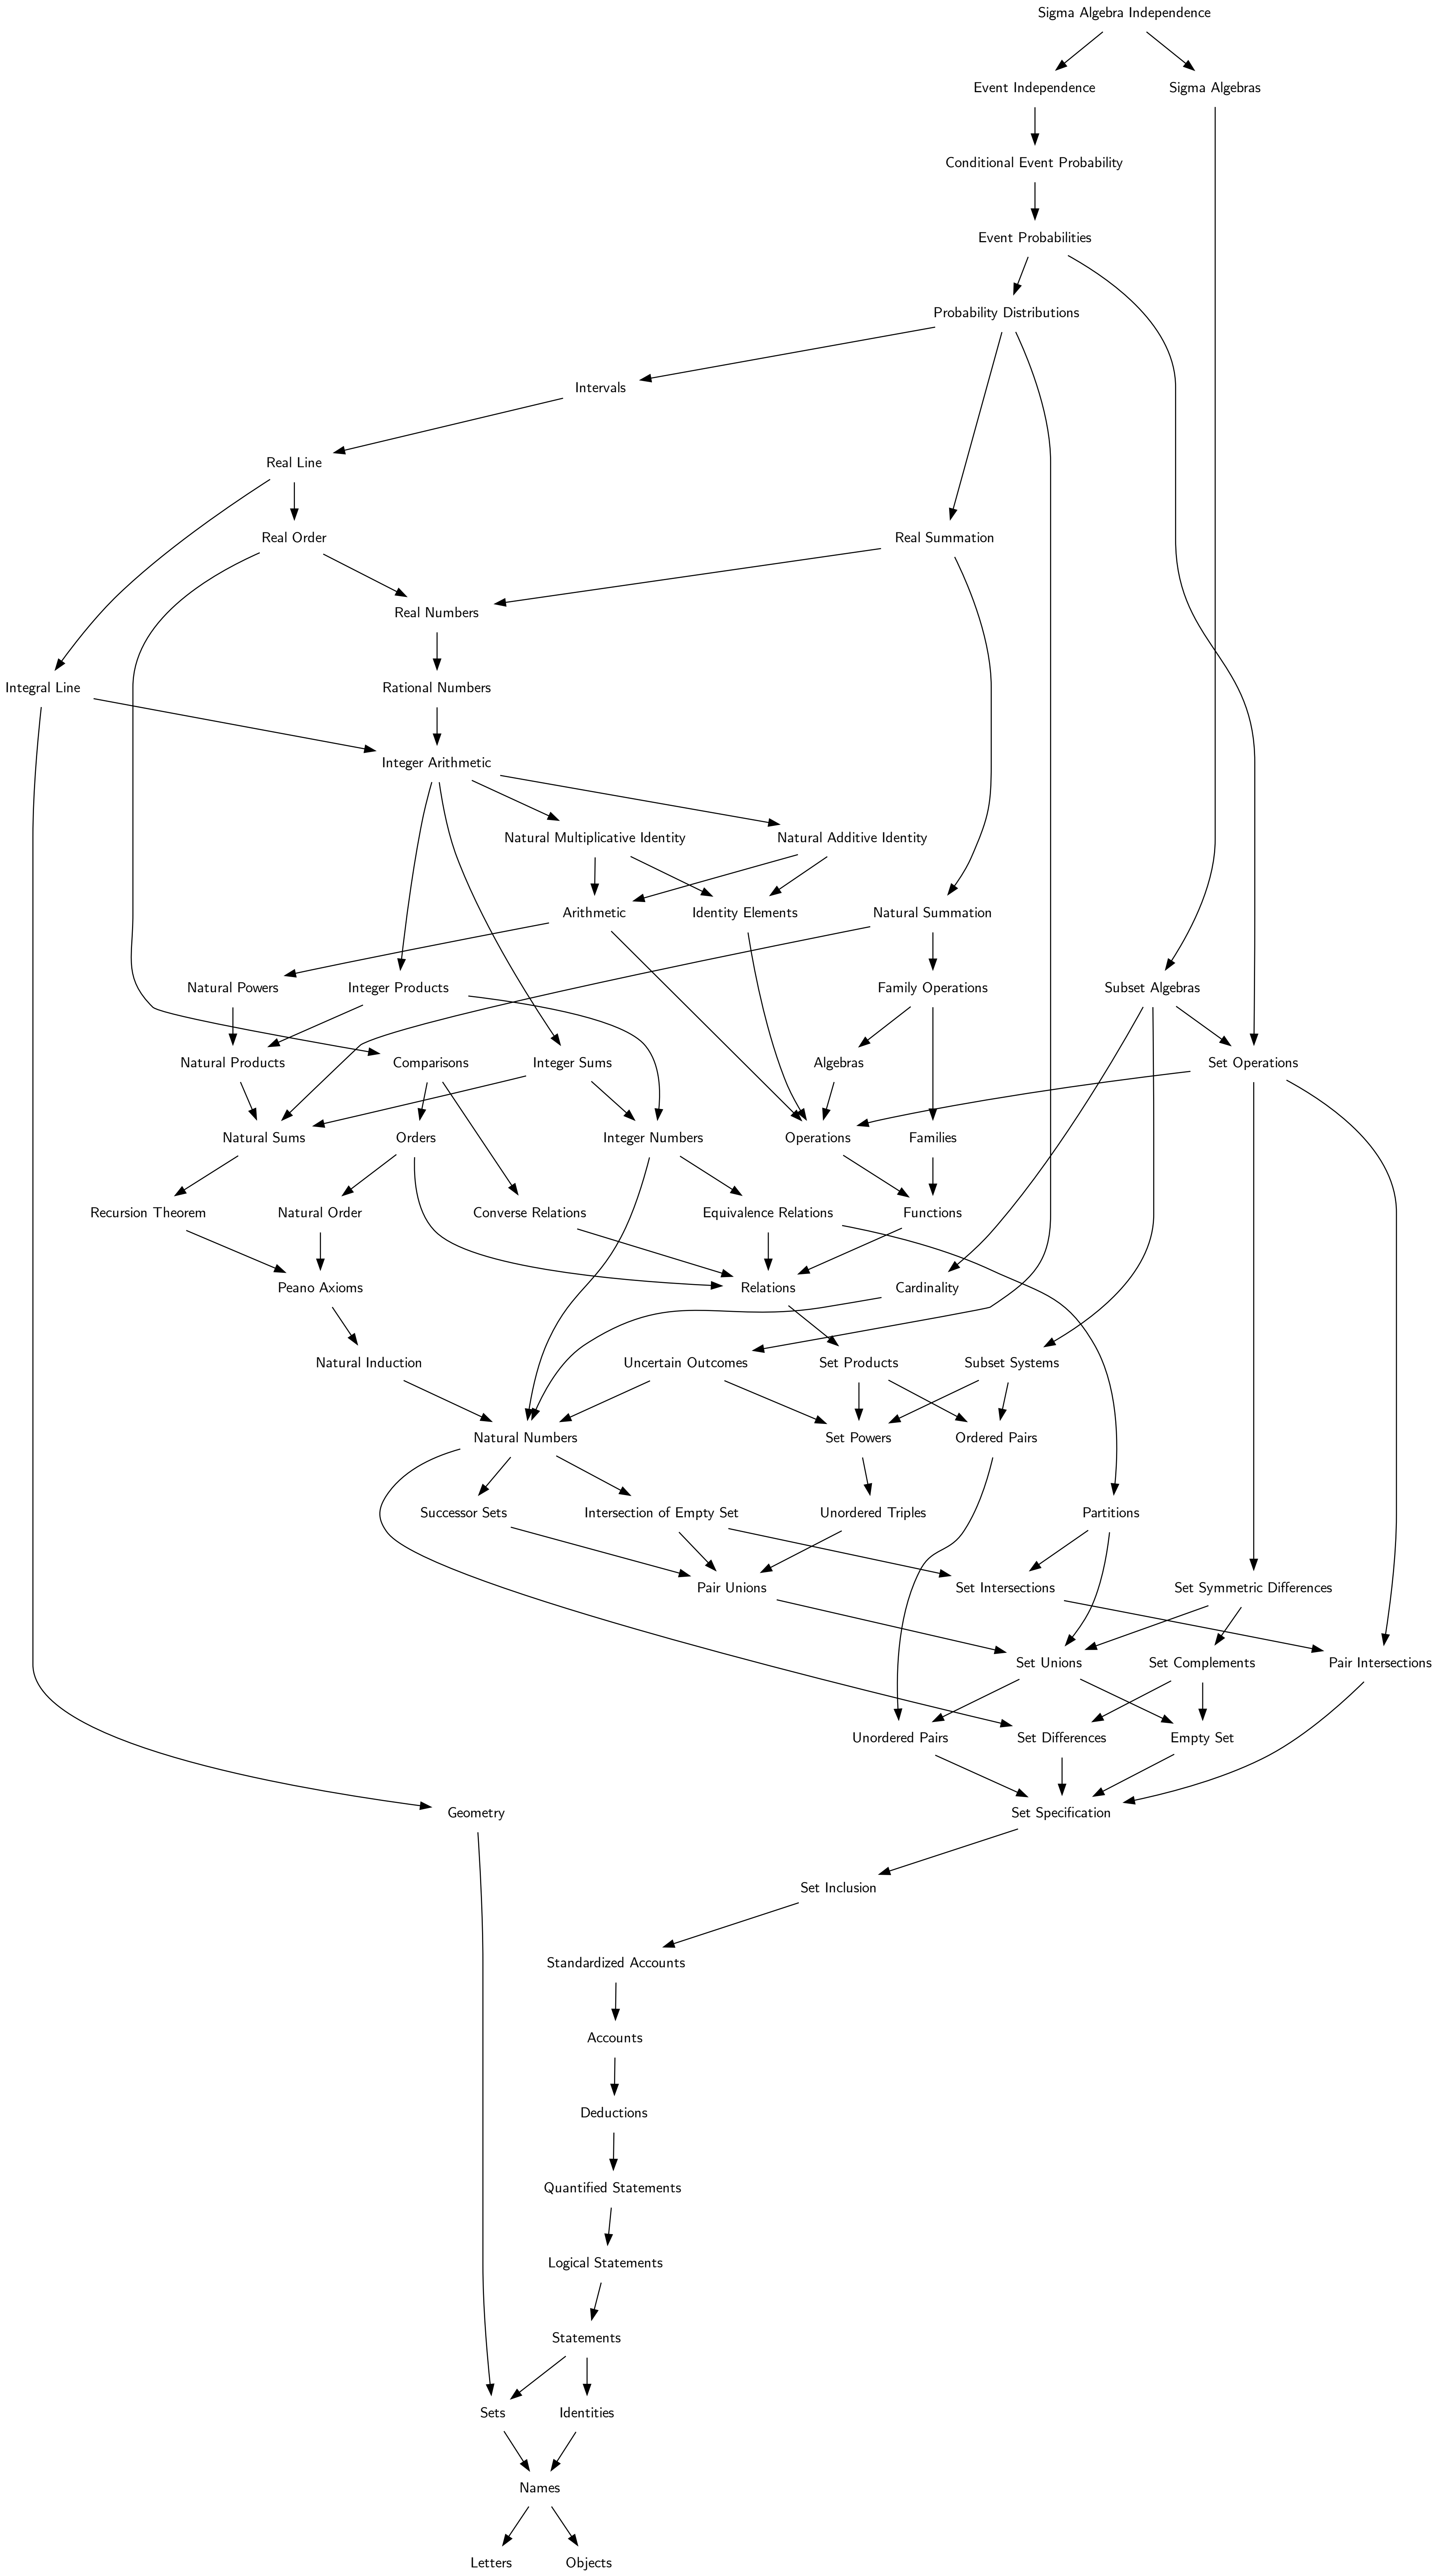 Sigma Algebra Independence
Event Independence
Sigma Algebras
Conditional Event Probability
Event Probabilities
Probability Distributions
Intervals
Real Line
Real Order
Real Summation
Real Numbers
Integral Line
Rational Numbers
Integer Arithmetic
Natural Multiplicative Identity
Natural Additive Identity
Arithmetic
Identity Elements
Natural Summation
Natural Powers
Integer Products
Family Operations
Subset Algebras
Natural Products
Comparisons
Integer Sums
Algebras
Set Operations
Natural Sums
Orders
Integer Numbers
Operations
Families
Recursion Theorem
Natural Order
Converse Relations
Equivalence Relations
Functions
Peano Axioms
Relations
Cardinality
Natural Induction
Uncertain Outcomes
Set Products
Subset Systems
Natural Numbers
Set Powers
Ordered Pairs
Successor Sets
Intersection of Empty Set
Unordered Triples
Partitions
Pair Unions
Set Intersections
Set Symmetric Differences
Set Unions
Set Complements
Pair Intersections
Unordered Pairs
Set Differences
Empty Set
Geometry
Set Specification
Set Inclusion
Standardized Accounts
Accounts
Deductions
Quantified Statements
Logical Statements
Statements
Sets
Identities
Names
Letters
Objects